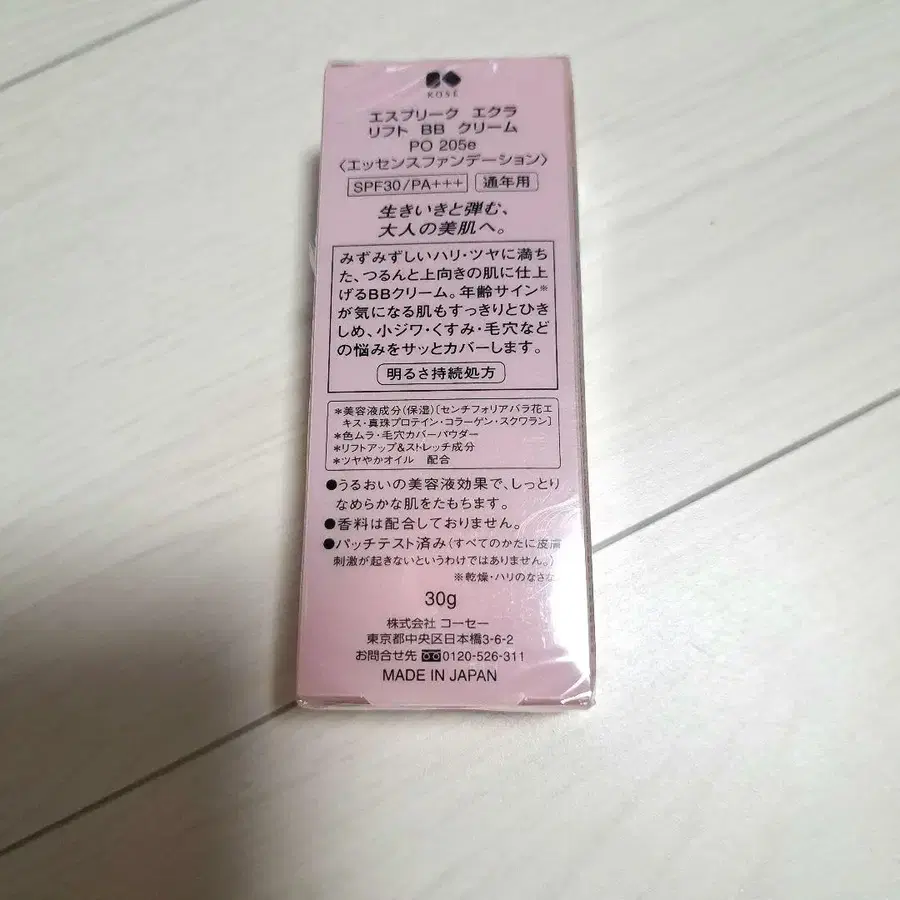 KOSÉ
エスプリーク エクラ
リフト BB クリーム
PO 205e
〈エッセンスファンデーション〉
SPF30/PA+++ 通年用
生きいきと弾む、
大人の美肌へ。
みずみずしいハリ・ツヤに満ち
た、つるんと上向きの肌に仕上
げるBBクリーム。年齢サイン※
が気になる肌もすっきりとひき
しめ、小ジワ・くすみ・毛穴など
の悩みをサッとカバーします。
明るさ持続処方
*美容液成分(保湿)[センチフォリアバラ花エ
キス・真珠プロテイン・コラーゲン・スクワラン]
*色ムラ・毛穴カバーパウダー
*リフトアップ&ストレッチ成分
*ツヤやかオイル 配合
●うるおいの美容液効果で、しっとり
なめらかな肌をたもちます。
●香料は配合しておりません。
●パッチテスト済み(すべてのかたに皮膚
刺激が起きないというわけではありません。)
※乾燥・ハリのなさな
30g
株式会社 コーセー
東京都中央区日本橋3-6-2
お問合せ先 0120-526-311
MADE IN JAPAN